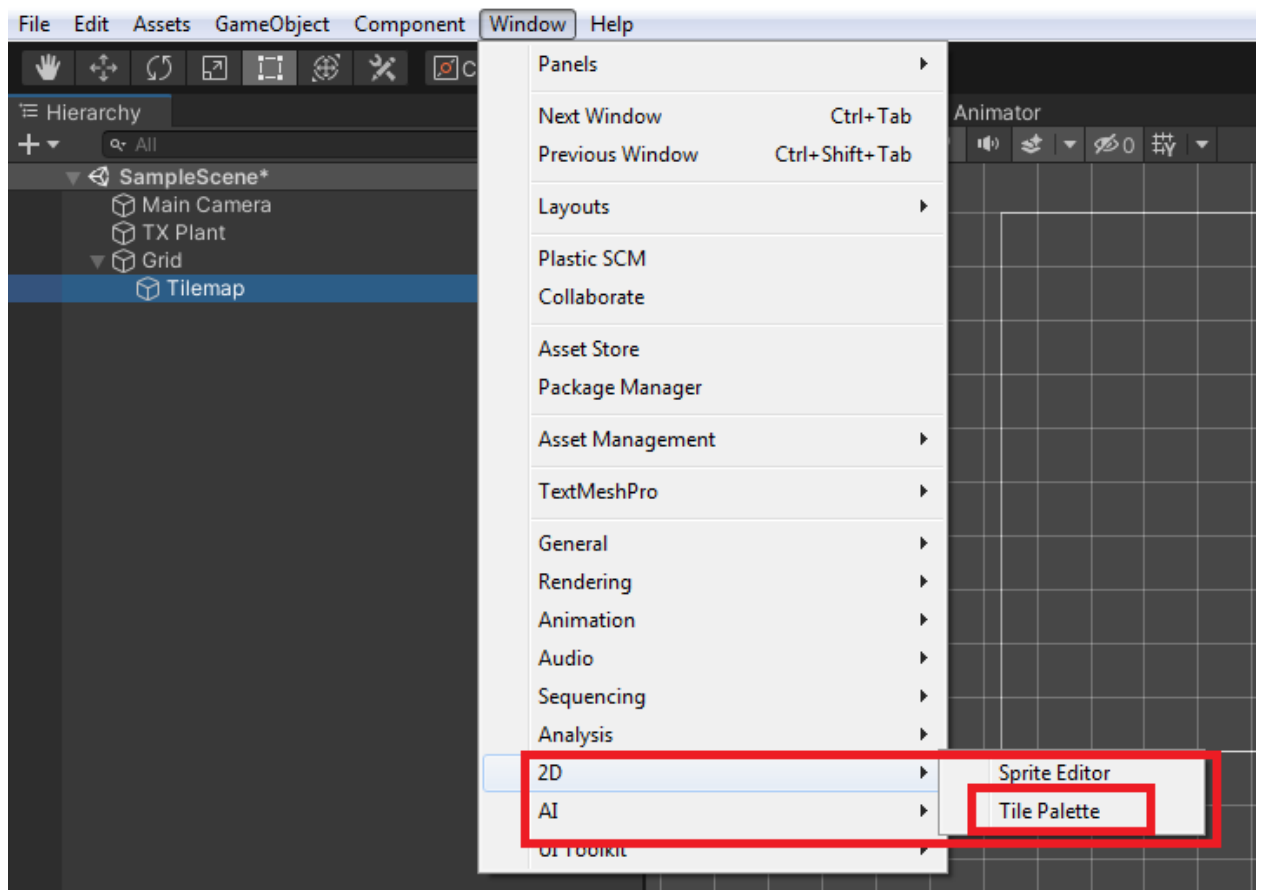 File Edit Assets GameObject Component Window Help
C
Hierarchy
All
SampleScene*
Main Camera
TX Plant
Grid
Tilemap
Panels
Next Window Ctrl+Tab
Previous Window Ctrl+Shift+Tab
Layouts
Plastic SCM
Collaborate
Asset Store
Package Manager
Asset Management
TextMeshPro
General
Rendering
Animation
Audio
Sequencing
Analysis
2D
AI
UI Toolkit
Sprite Editor
Tile Palette
Animator
0